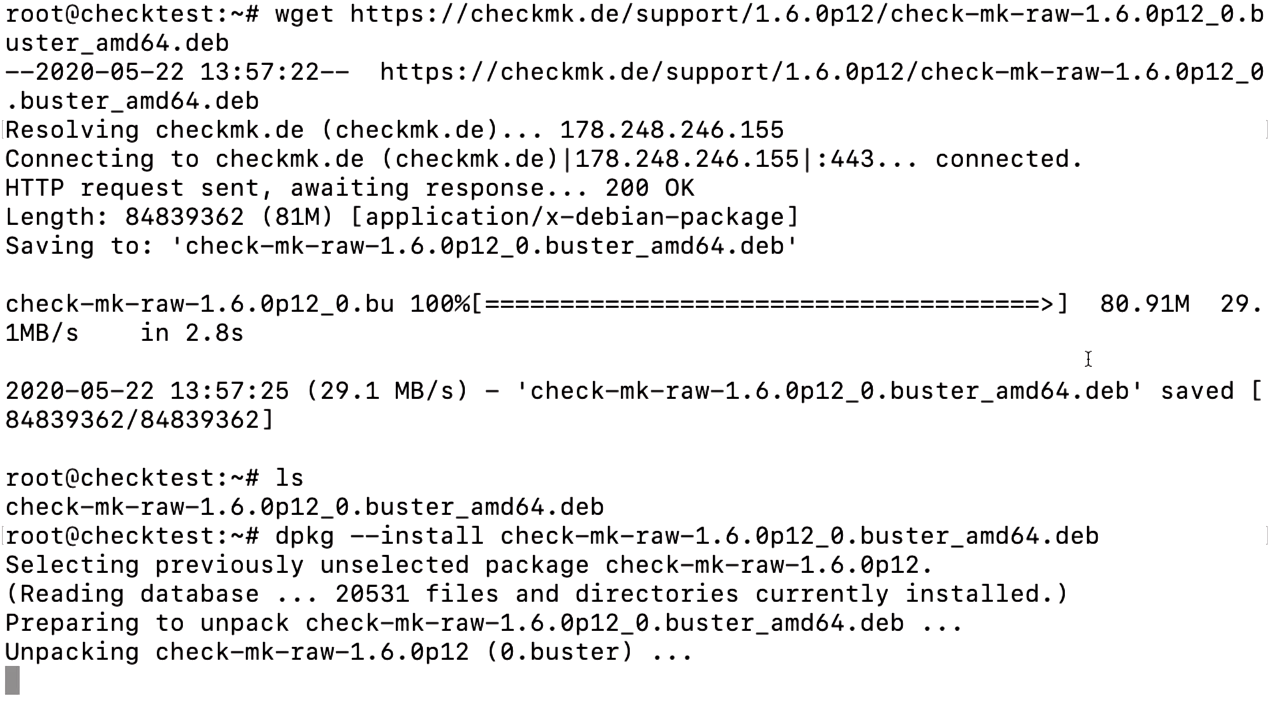 root@checktest:~# wget https://checkmk.de/support/1.6.0p12/check-mk-raw-1.6.0p12_0.b
uster_amd64.deb
--2020-05-22 13:57:22--  https://checkmk.de/support/1.6.0p12/check-mk-raw-1.6.0p12_0
.buster_amd64.deb
Resolving checkmk.de (checkmk.de)... 178.248.246.155
Connecting to checkmk.de (checkmk.de)|178.248.246.155|:443... connected.
HTTP request sent, awaiting response... 200 OK
Length: 84839362 (81M) [application/x-debian-package]
Saving to: 'check-mk-raw-1.6.0p12_0.buster_amd64.deb'
check-mk-raw-1.6.0p12_0.bu 100%[=====================================>]  80.91M  29.
1MB/s    in 2.8s
2020-05-22 13:57:25 (29.1 MB/s) - 'check-mk-raw-1.6.0p12_0.buster_amd64.deb' saved [
84839362/84839362]
root@checktest:~# ls
check-mk-raw-1.6.0p12_0.buster_amd64.deb
root@checktest:~# dpkg --install check-mk-raw-1.6.0p12_0.buster_amd64.deb
Selecting previously unselected package check-mk-raw-1.6.0p12.
(Reading database ... 20531 files and directories currently installed.)
Preparing to unpack check-mk-raw-1.6.0p12_0.buster_amd64.deb ...
Unpacking check-mk-raw-1.6.0p12 (0.buster) ...